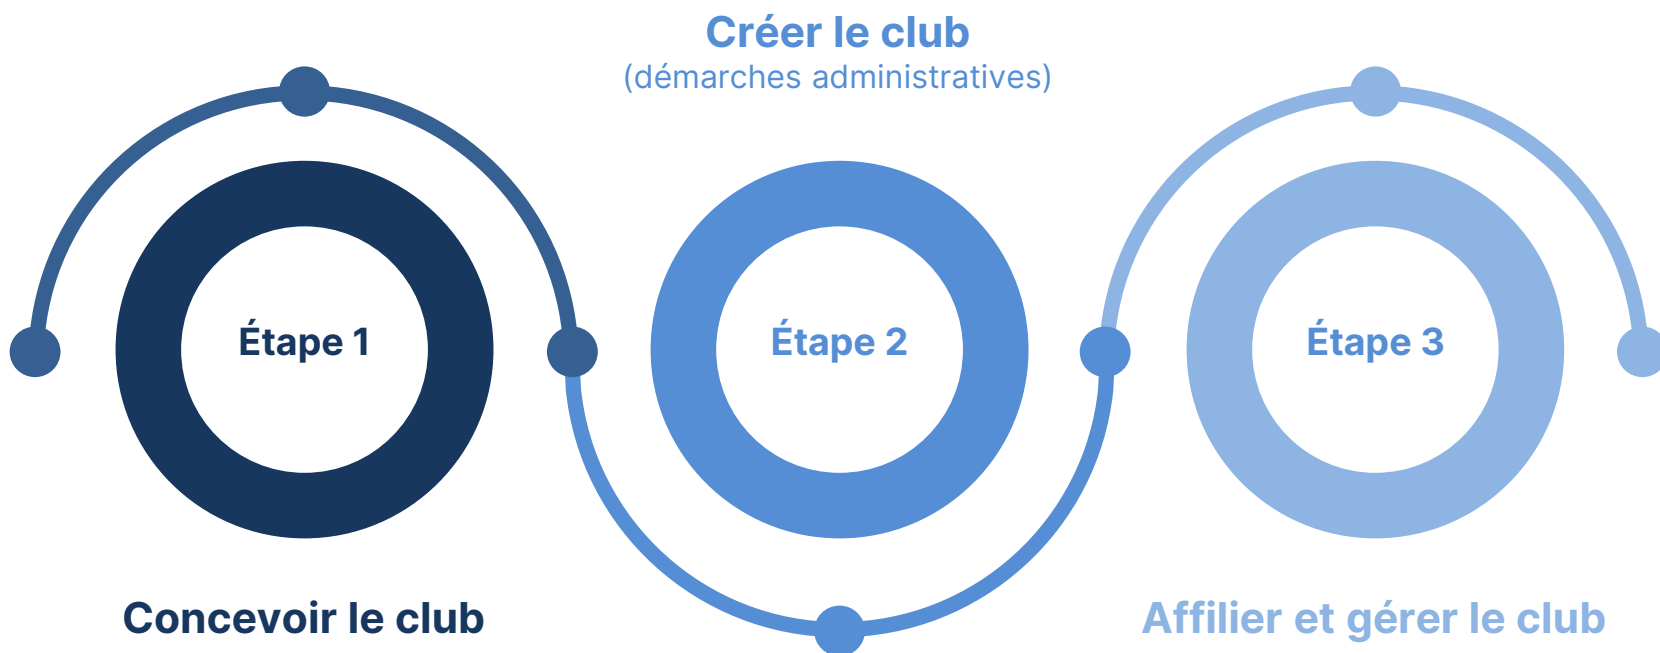 Créer le club
(démarches administratives)
Étape 1
Étape 2
Étape 3
Concevoir le club
Affilier et gérer le club